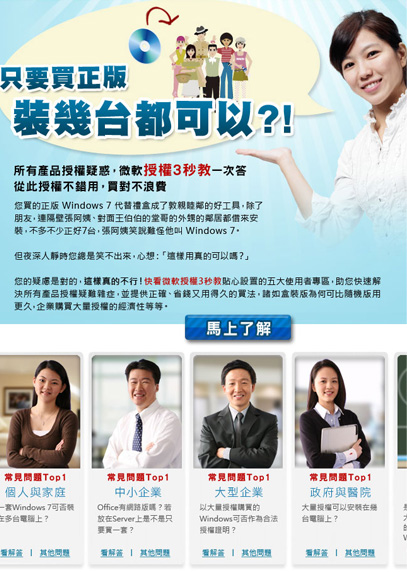 只要買正版
裝幾台都可以?!
所有產品授權疑惑，微軟授權3秒教一次答
從此授權不錯用，買對不浪費
您買的正版 Windows 7 代替禮盒成了敦親睦鄰的好工具，除了
朋友，連隔壁張阿姨、對面王伯伯的堂哥的外甥的鄰居都借來安
裝，不多不少正好7台，張阿姨笑說難怪他叫 Windows 7。
但夜深人靜時您總是笑不出來，心想：「這樣用真的可以嗎？」
您的疑慮是對的，這樣真的不行！快看微軟授權3秒教貼心設置的五大使用者專區，助您快速解
決所有產品授權疑難雜症，並提供正確、省錢又用得久的買法，諸如盒裝版為何可比隨機版用
更久，企業購買大量授權的經濟性等等。
馬上了解
常見問題Top1
個人與家庭
一套Windows 7可否裝
在多台電腦上？
看解答 | 其他問題
常見問題Top1
中小企業
Office有網路版嗎？若
放在Server上是不是只
要買一套？
看解答 | 其他問題
常見問題Top1
大型企業
以大量授權購買的
Windows可否作為合法
授權證明？
看解答 | 其他問題
常見問題Top1
政府與醫院
大量授權可以安裝在幾
台電腦上？
看解答 | 其他問題